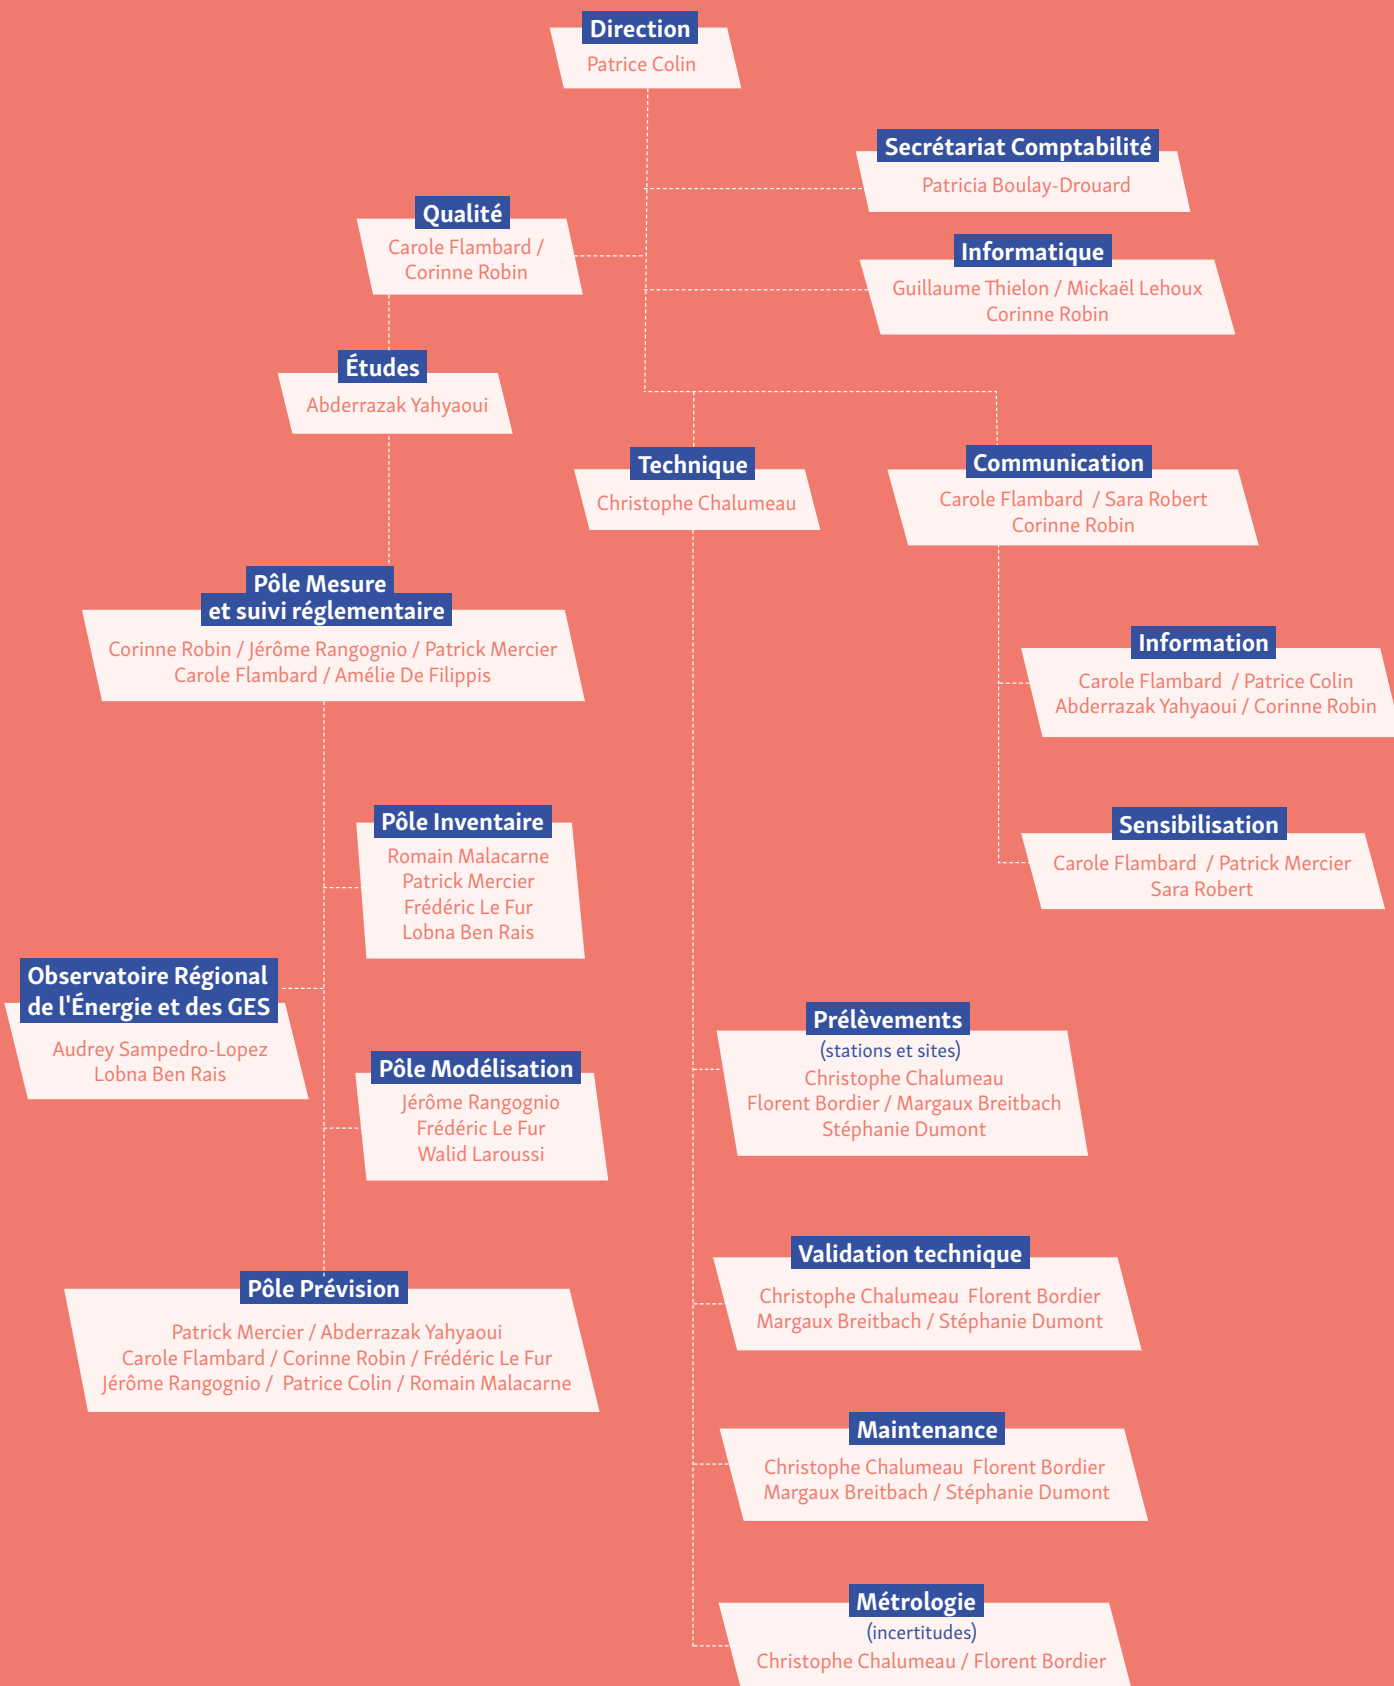 Direction
Patrice Colin
Secrétariat Comptabilité
Patricia Boulay-Drouard
Qualité
Carole Flambard /
Corinne Robin
Informatique
Guillaume Thielon / Mickaël Lehoux
Corinne Robin
Études
Abderrazak Yahyaoui
Technique
Christophe Chalumeau
Communication
Carole Flambard / Sara Robert
Corinne Robin
Pôle Mesure
et suivi réglementaire
Corinne Robin / Jérôme Rangognio / Patrick Mercier
Carole Flambard / Amélie De Filippis
Information
Carole Flambard / Patrice Colin
Abderrazak Yahyaoui / Corinne Robin
Pôle Inventaire
Romain Malacarne
Patrick Mercier
Frédéric Le Fur
Lobna Ben Rais
Sensibilisation
Carole Flambard / Patrick Mercier
Sara Robert
Observatoire Régional
de l'Énergie et des GES
Audrey Sampedro-Lopez
Lobna Ben Rais
Pôle Modélisation
Jérôme Rangognio
Frédéric Le Fur
Walid Laroussi
Prélèvements
(stations et sites)
Christophe Chalumeau
Florent Bordier / Margaux Breitbach
Stéphanie Dumont
Pôle Prévision
Patrick Mercier / Abderrazak Yahyaoui
Carole Flambard / Corinne Robin / Frédéric Le Fur
Jérôme Rangognio / Patrice Colin / Romain Malacarne
Validation technique
Christophe Chalumeau Florent Bordier
Margaux Breitbach / Stéphanie Dumont
Maintenance
Christophe Chalumeau Florent Bordier
Margaux Breitbach / Stéphanie Dumont
Métrologie
(incertitudes)
Christophe Chalumeau / Florent Bordier